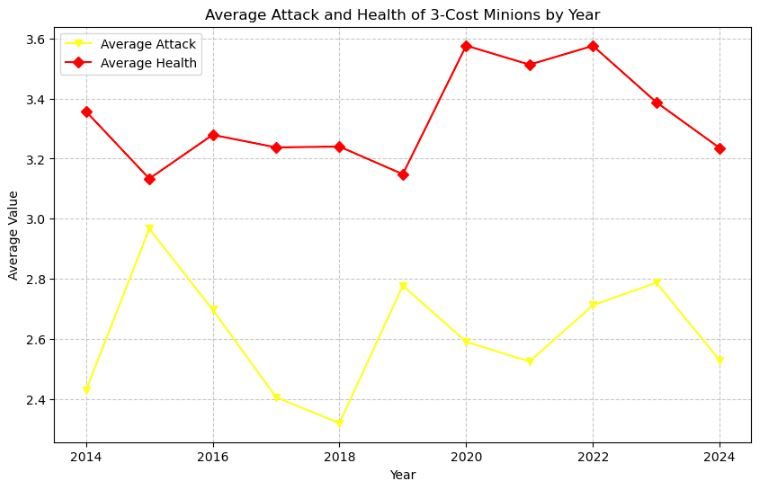 Average Attack and Health of 3-Cost Minions by Year
Average Attack
Average Health
Average Value
3.6
3.4
3.2
3.0
2.8
2.6
2.4
2014 2016 2018 2020 2022 2024
Year